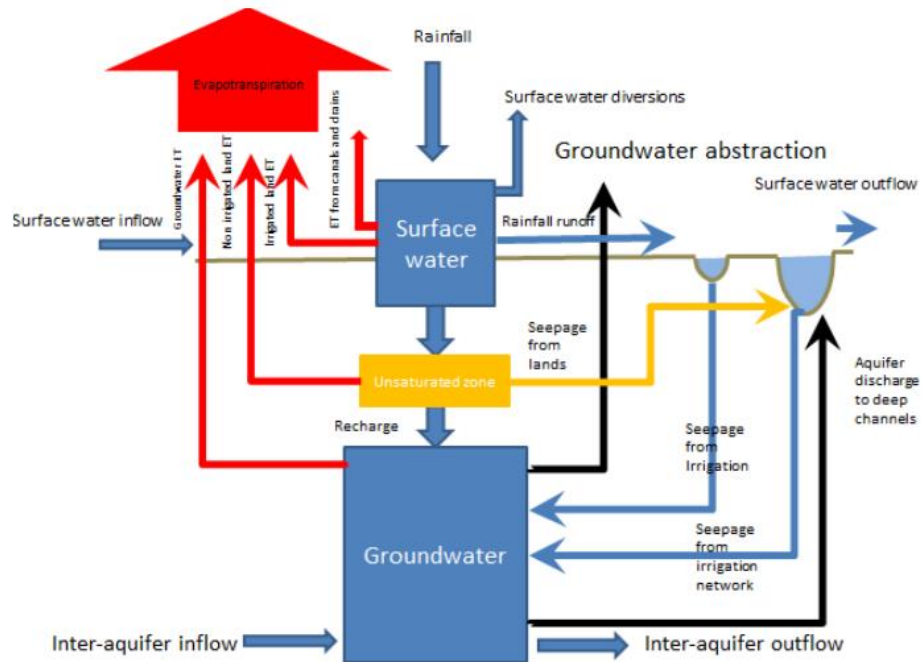 Rainfall
Evapotranspiration
Surface water diversions
Groundwater abstraction
Groundwater ET
Non irrigated land ET
Irrigated land ET
ET from canals and drains
Surface water outflow
Surface water inflow
Surface
water
Rainfall runoff
Seepage
from
lands
Unsaturated zone
Aquifer
discharge
to deep
channels
Recharge
Seepage
from
Irrigation
Groundwater
Seepage
from
irrigation
network
Inter-aquifer inflow
Inter-aquifer outflow